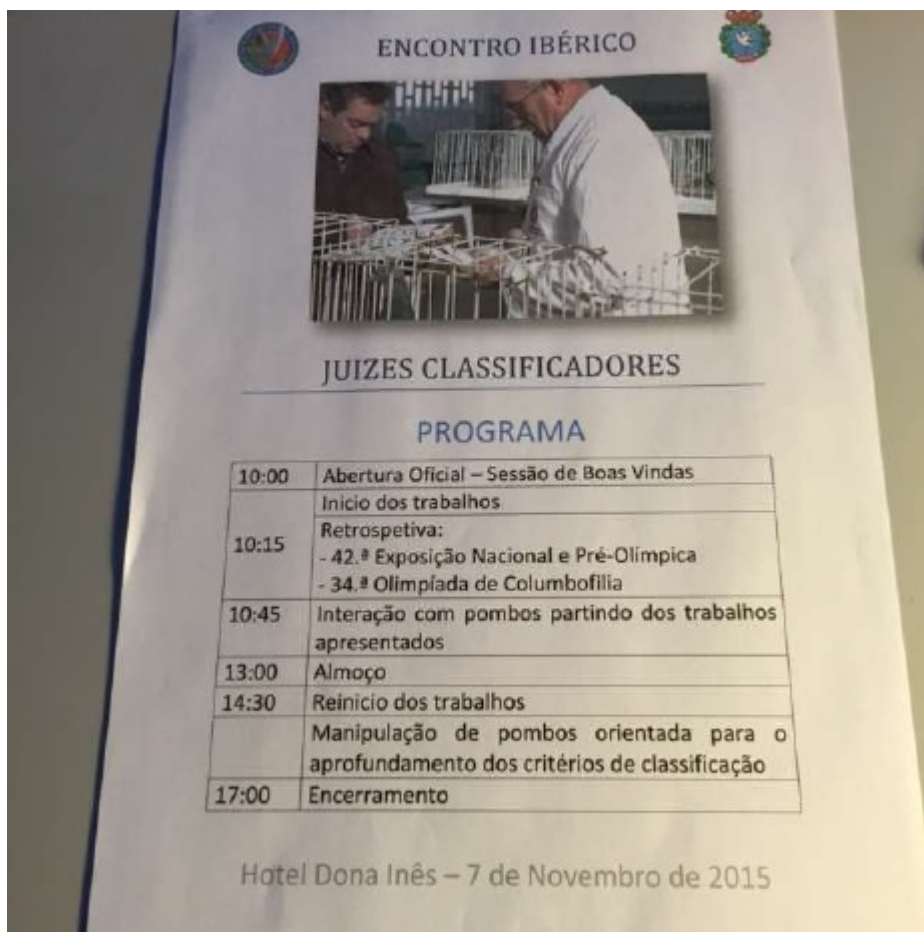 ENCONTRO IBÉRICO
JUIZES CLASSIFICADORES
PROGRAMA
10:00 Abertura Oficial – Sessão de Boas Vindas
Inicio dos trabalhos
10:15
Retrospetiva:
- 42.ª Exposição Nacional e Pré-Olímpica
- 34.ª Olimpíada de Columbofilia
10:45 Interação com pombos partindo dos trabalhos
apresentados
13:00 Almoço
14:30 Reinicio dos trabalhos
Manipulação de pombos orientada para o
aprofundamento dos critérios de classificação
17:00 Encerramento
Hotel Dona Inês – 7 de Novembro de 2015